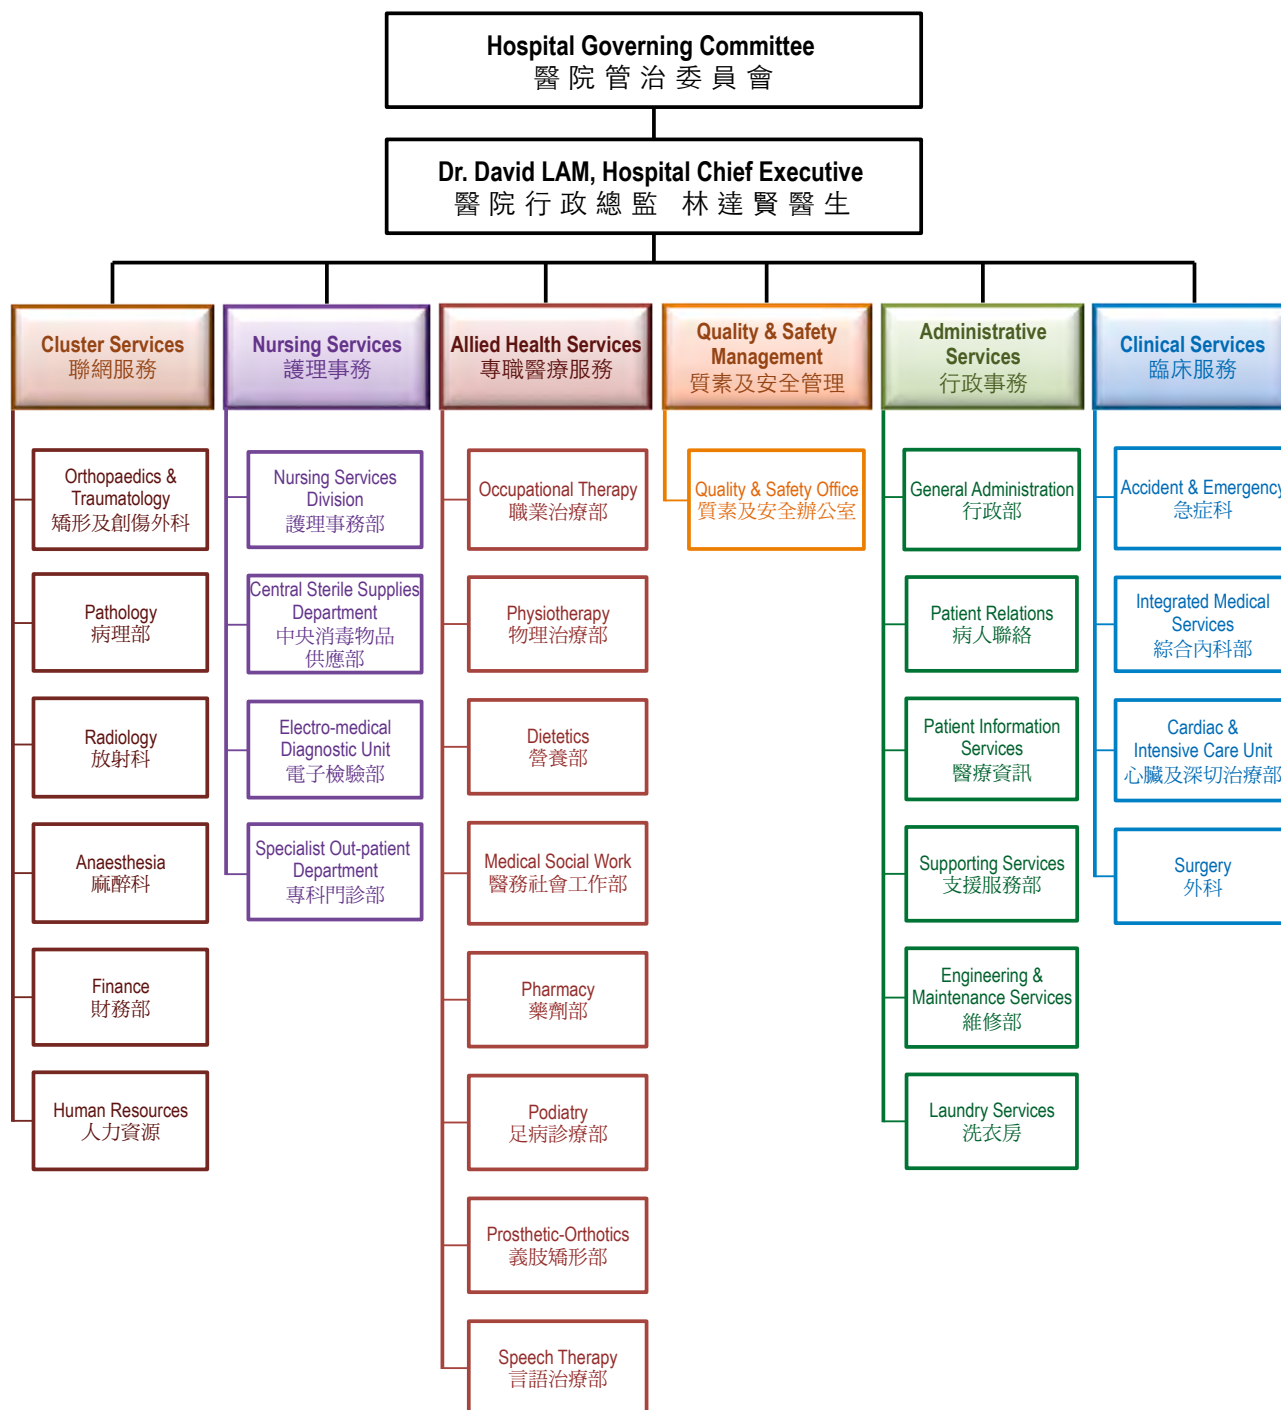 Hospital Governing Committee
醫院管治委員會
Dr. David LAM, Hospital Chief Executive
醫院行政總監 林達賢醫生
Cluster Services
聯網服務
Orthopaedics &
Traumatology
矯形及創傷外科
Pathology
病理部
Radiology
放射科
Anaesthesia
麻醉科
Finance
財務部
Human Resources
人力資源
Nursing Services
護理事務
Nursing Services
Division
護理事務部
Central Sterile Supplies
Department
中央消毒物品
供應部
Electro-medical
Diagnostic Unit
電子檢驗部
Specialist Out-patient
Department
專科門診部
Allied Health Services
專職醫療服務
Occupational Therapy
職業治療部
Physiotherapy
物理治療部
Dietetics
營養部
Medical Social Work
醫務社會工作部
Pharmacy
藥劑部
Podiatry
足病診療部
Prosthetic-Orthotics
義肢矯形部
Speech Therapy
言語治療部
Quality & Safety
Management
質素及安全管理
Quality & Safety Office
質素及安全辦公室
Administrative
Services
行政事務
General Administration
行政部
Patient Relations
病人聯絡
Patient Information
Services
醫療資訊
Supporting Services
支援服務部
Engineering &
Maintenance Services
維修部
Laundry Services
洗衣房
Clinical Services
臨床服務
Accident & Emergency
急症科
Integrated Medical
Services
綜合內科部
Cardiac &
Intensive Care Unit
心臟及深切治療部
Surgery
外科